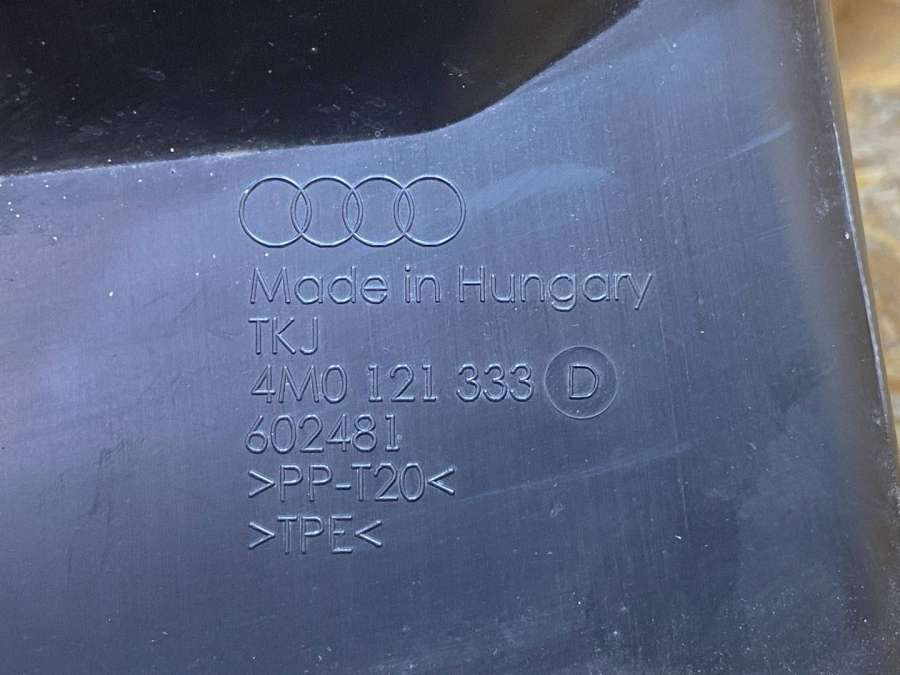 Made in Hungary
TKJ
4M0 121 333 D
602481
>PP-T20<
>TPE<